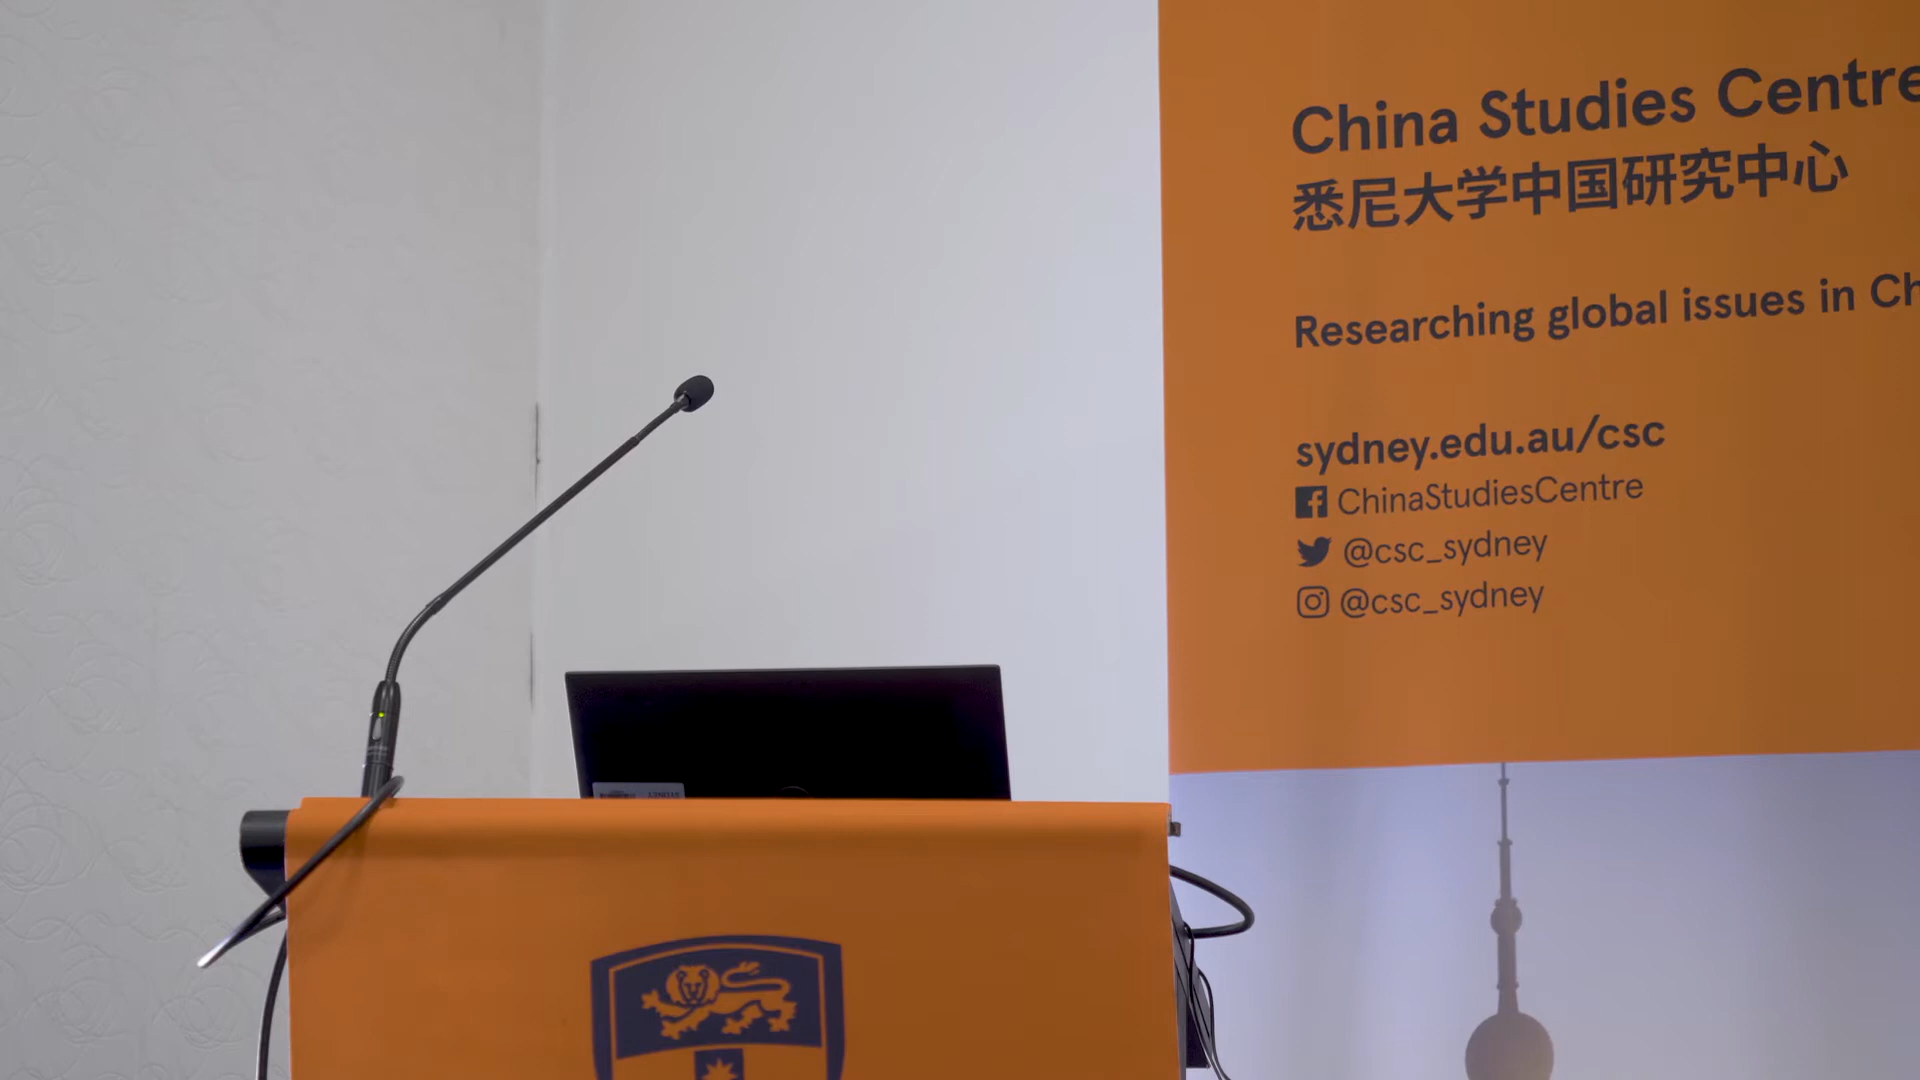 China Studies Centre
悉尼大学中国研究中心
Researching global issues in Ch
sydney.edu.au/csc
ChinaStudiesCentre
@csc_sydney
@csc_sydney